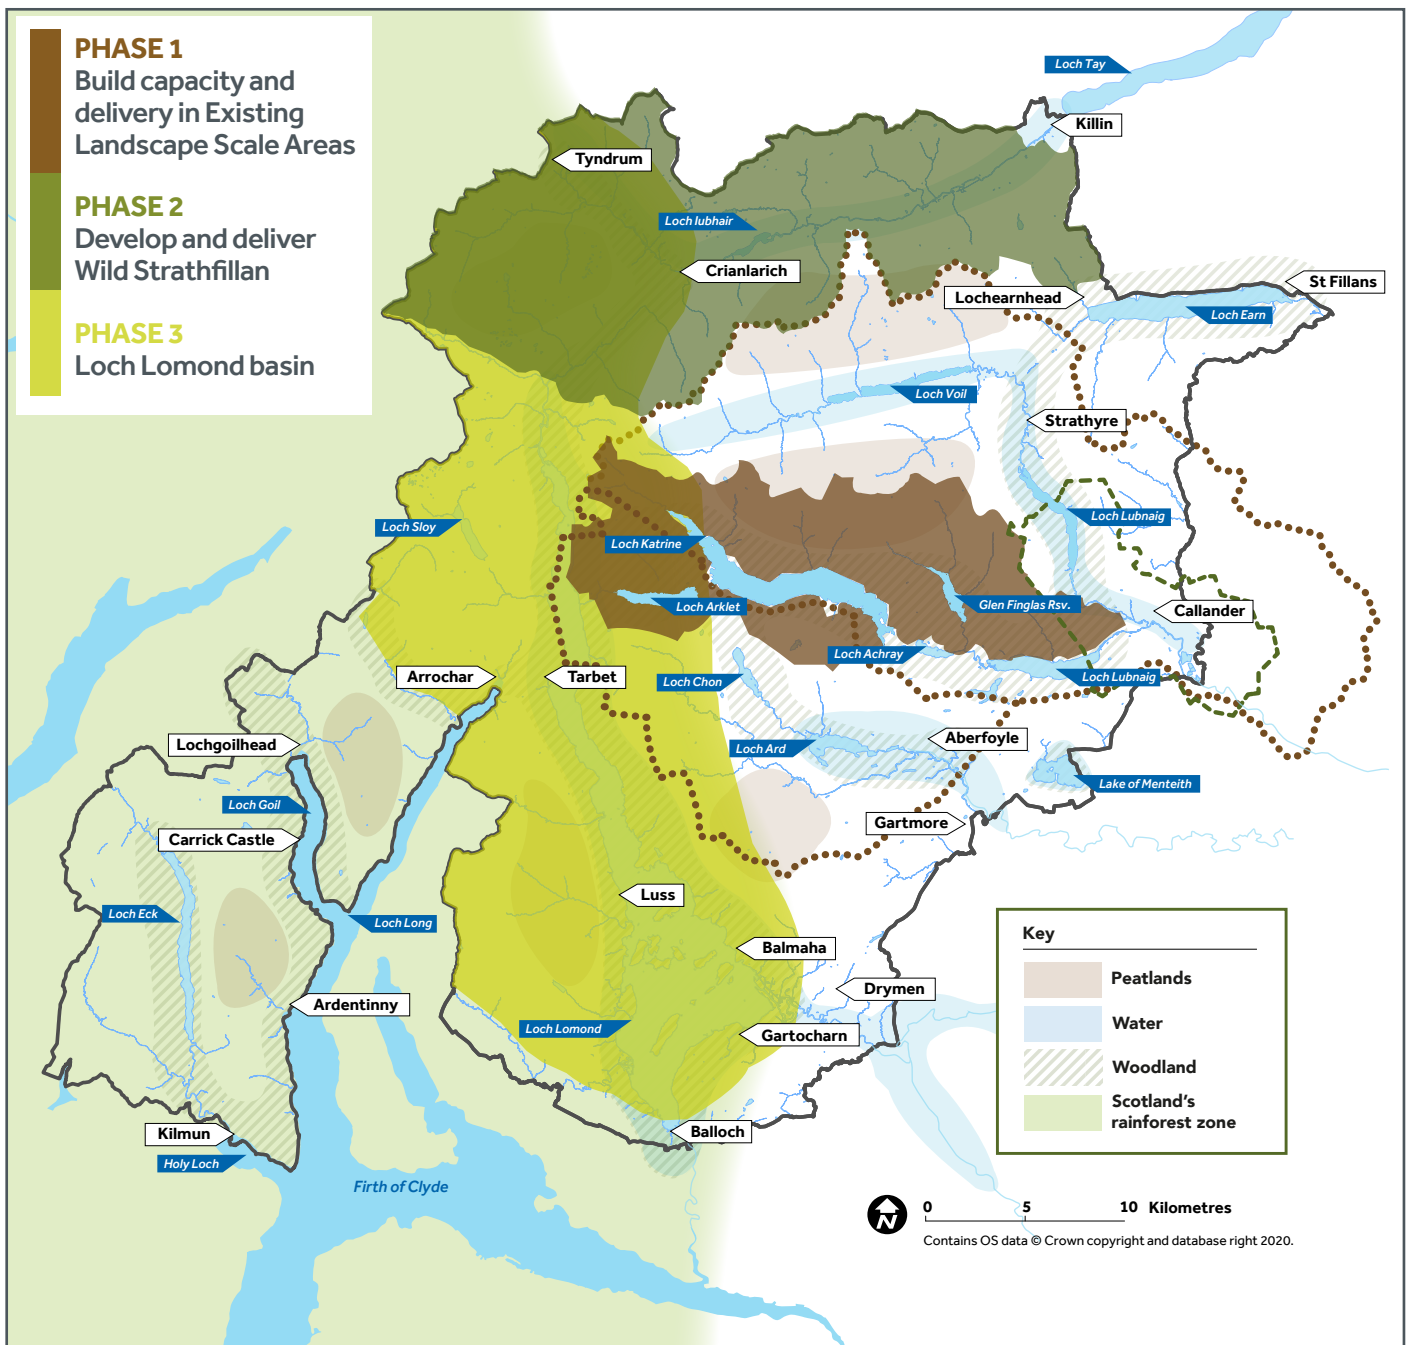 PHASE 1
Build capacity and
delivery in Existing
Landscape Scale Areas
PHASE 2
Develop and deliver
Wild Strathfillan
PHASE 3
Loch Lomond basin
Loch Tay
Killin
Tyndrum
Loch Iubhair
Crianlarich
Lochearnhead
St Fillans
Loch Earn
Loch Voil
Strathyre
Loch Lubnaig
Loch Sloy
Loch Katrine
Loch Arklet
Glen Finglas Rsv.
Callander
Loch Achray
Loch Lubnaig
Arrochar
Tarbet
Loch Chon
Lochgoilhead
Loch Ard
Aberfoyle
Lake of Menteith
Loch Goil
Carrick Castle
Gartmore
Luss
Loch Eck
Loch Long
Balmaha
Drymen
Ardentinny
Loch Lomond
Gartocharn
Kilmun
Balloch
Holy Loch
Firth of Clyde
Key
Peatlands
Water
Woodland
Scotland's
rainforest zone
N
0 5 10 Kilometres
Contains OS data © Crown copyright and database right 2020.